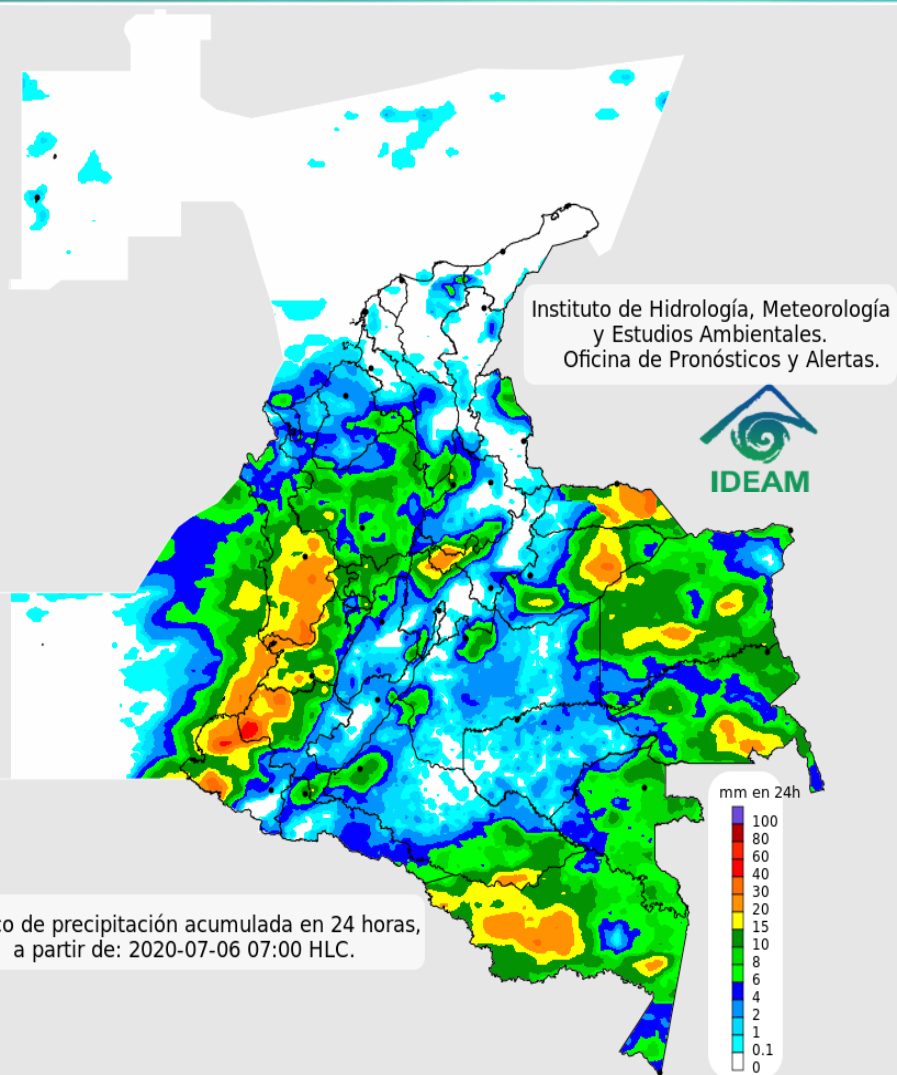 Instituto de Hidrología, Meteorología
y Estudios Ambientales.
Oficina de Pronósticos y Alertas.
IDEAM
mm en 24h
100
80
60
40
30
20
15
10
8
6
4
2
1
0.1
0
de precipitación acumulada en 24 horas,
a partir de: 2020-07-06 07:00 HLC.